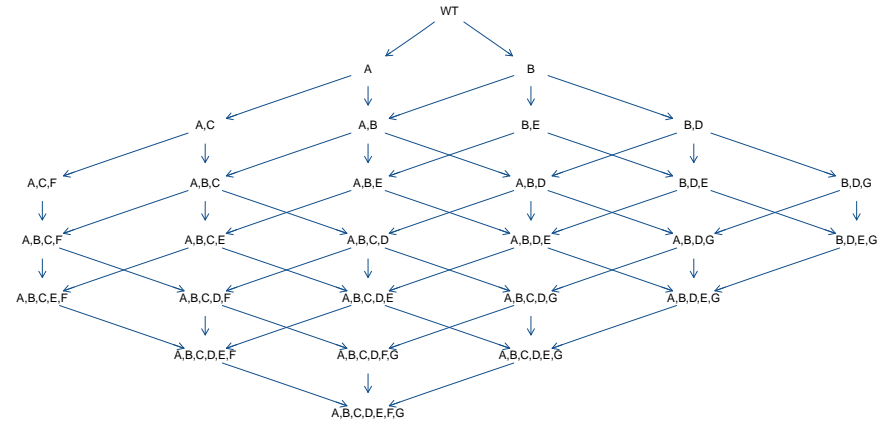 WT
A B
A,C A,B B,E B,D
A,C,F A,B,C A,B,E A,B,D B,D,E B,D,G
A,B,C,F A,B,C,E A,B,C,D A,B,D,E A,B,D,G B,D,E,G
A,B,C,E,F A,B,C,D,F A,B,C,D,E A,B,C,D,G A,B,D,E,G
A,B,C,D,E,F A,B,C,D,F,G A,B,C,D,E,G
A,B,C,D,E,F,G